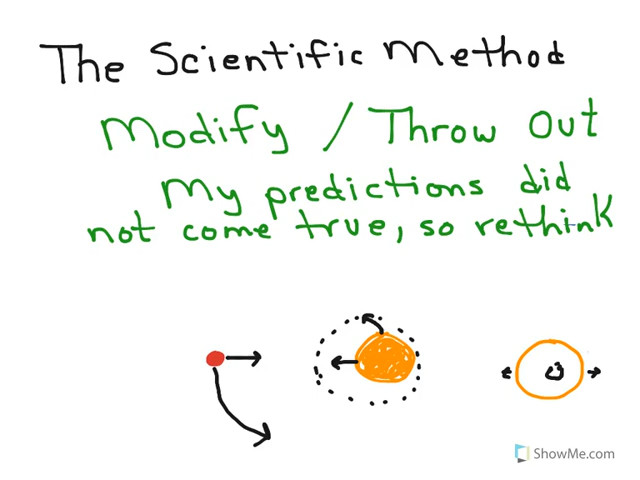 The Scientific Method
Modify / Throw Out
My predictions did
not come true, so rethink
ShowMe.com